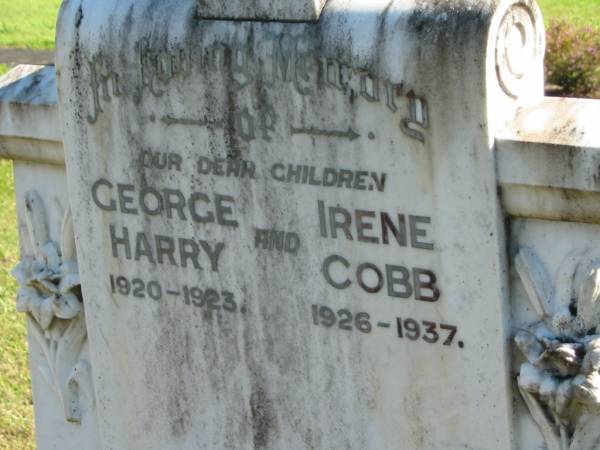 In Loving Memory
of
OUR DEAR CHILDREN
GEORGE HARRY AND IRENE COBB
1920-1923. 1926-1937.